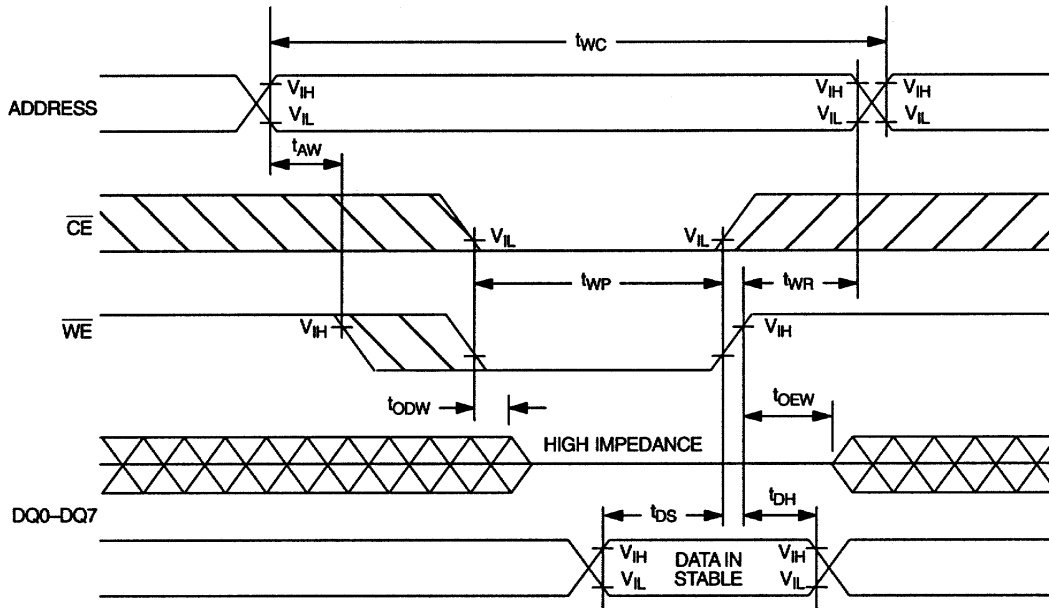 tWC
ADDRESS
VIH
VIL
VIH
VIL
VIH
VIL
tAW
CE
VIL
VIL
tWP
tWR
WE
VIH
VIH
tODW
tOEW
HIGH IMPEDANCE
DQ0–DQ7
tDS
tDH
VIH
VIL
DATA IN
STABLE
VIH
VIL